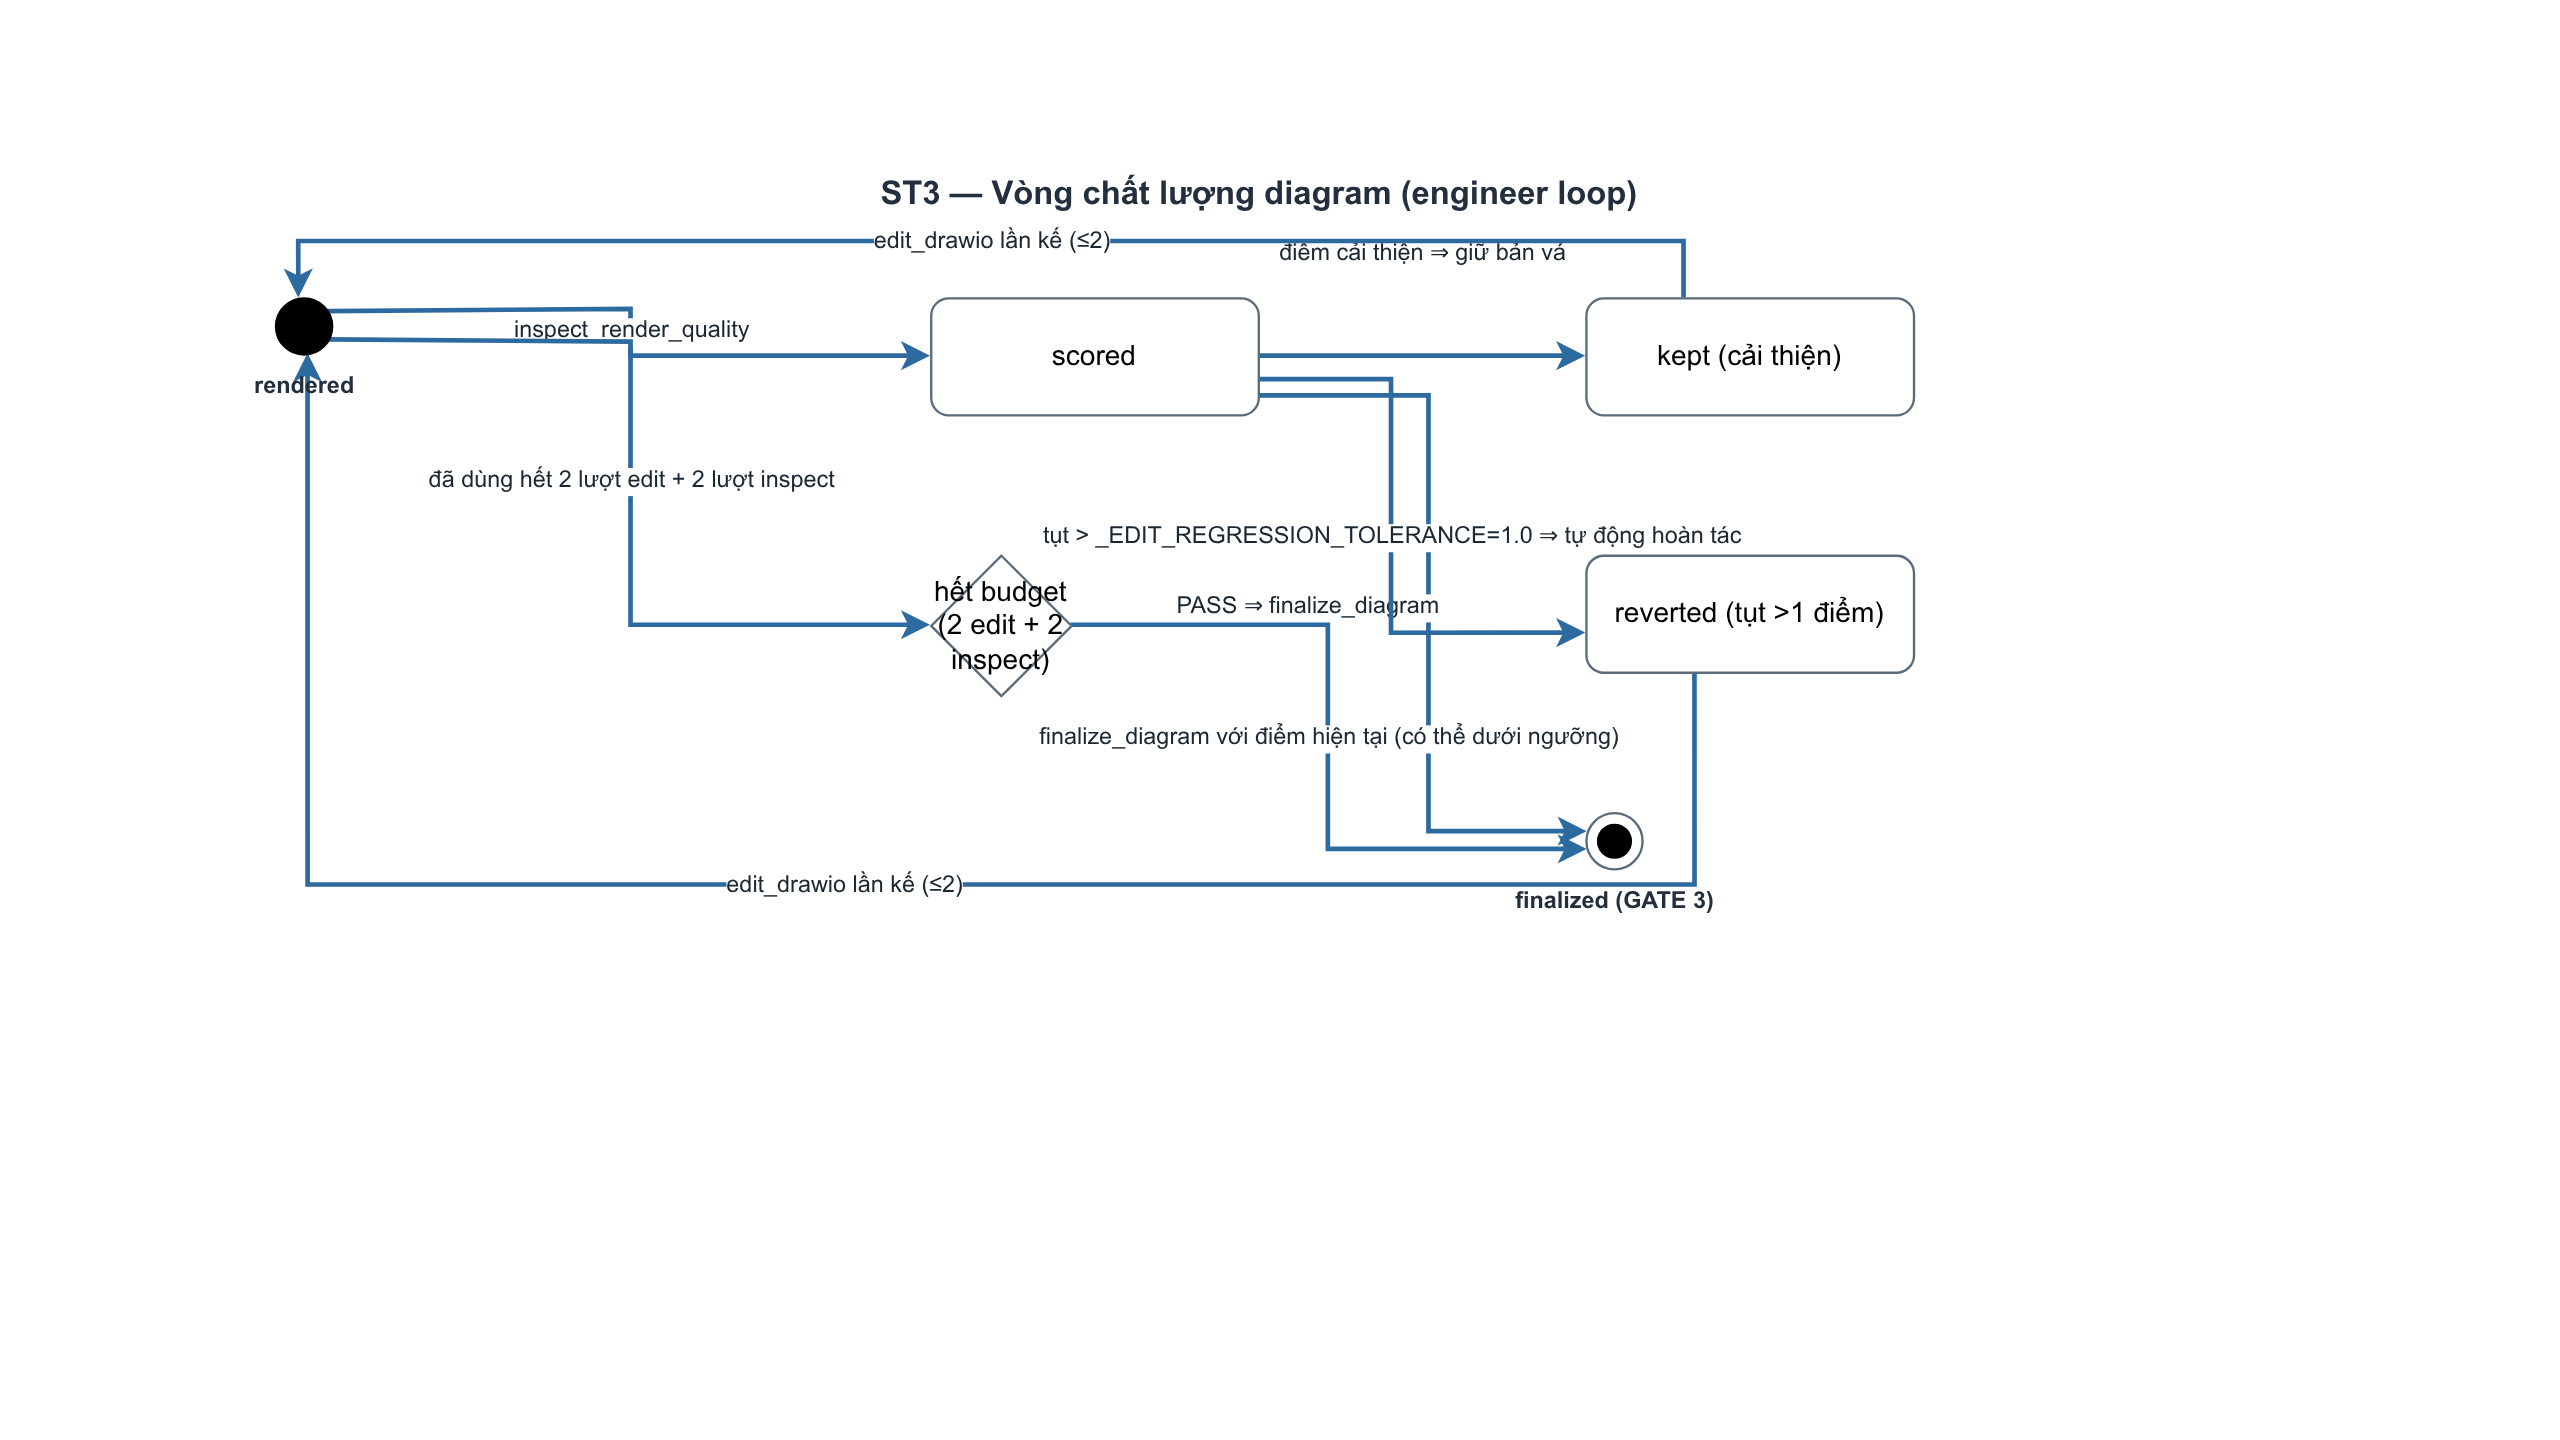 ST3 — Vòng chất lượng diagram (engineer loop)
edit_drawio lần kế (≤2)
điểm cải thiện ⇒ giữ bản vá
inspect_render_quality
scored
kept (cải thiện)
rendered
đã dùng hết 2 lượt edit + 2 lượt inspect
tụt > _EDIT_REGRESSION_TOLERANCE=1.0 ⇒ tự động hoàn tác
hết budget
(2 edit + 2
inspect)
PASS ⇒ finalize_diagram
reverted (tụt >1 điểm)
finalize_diagram với điểm hiện tại (có thể dưới ngưỡng)
edit_drawio lần kế (≤2)
finalized (GATE 3)